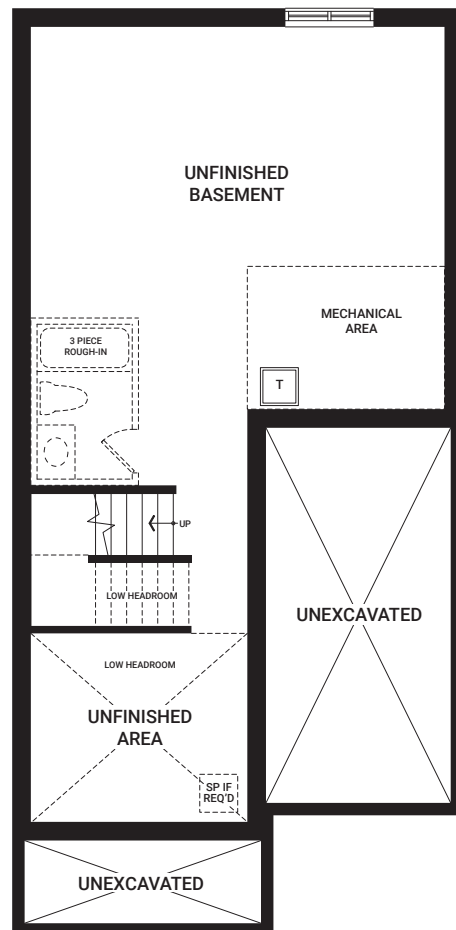 UNFINISHED
BASEMENT
MECHANICAL
AREA
3 PIECE
ROUGH-IN
T
UP
LOW HEADROOM
UNEXCAVATED
LOW HEADROOM
UNFINISHED
AREA
SP IF
REQ'D
UNEXCAVATED